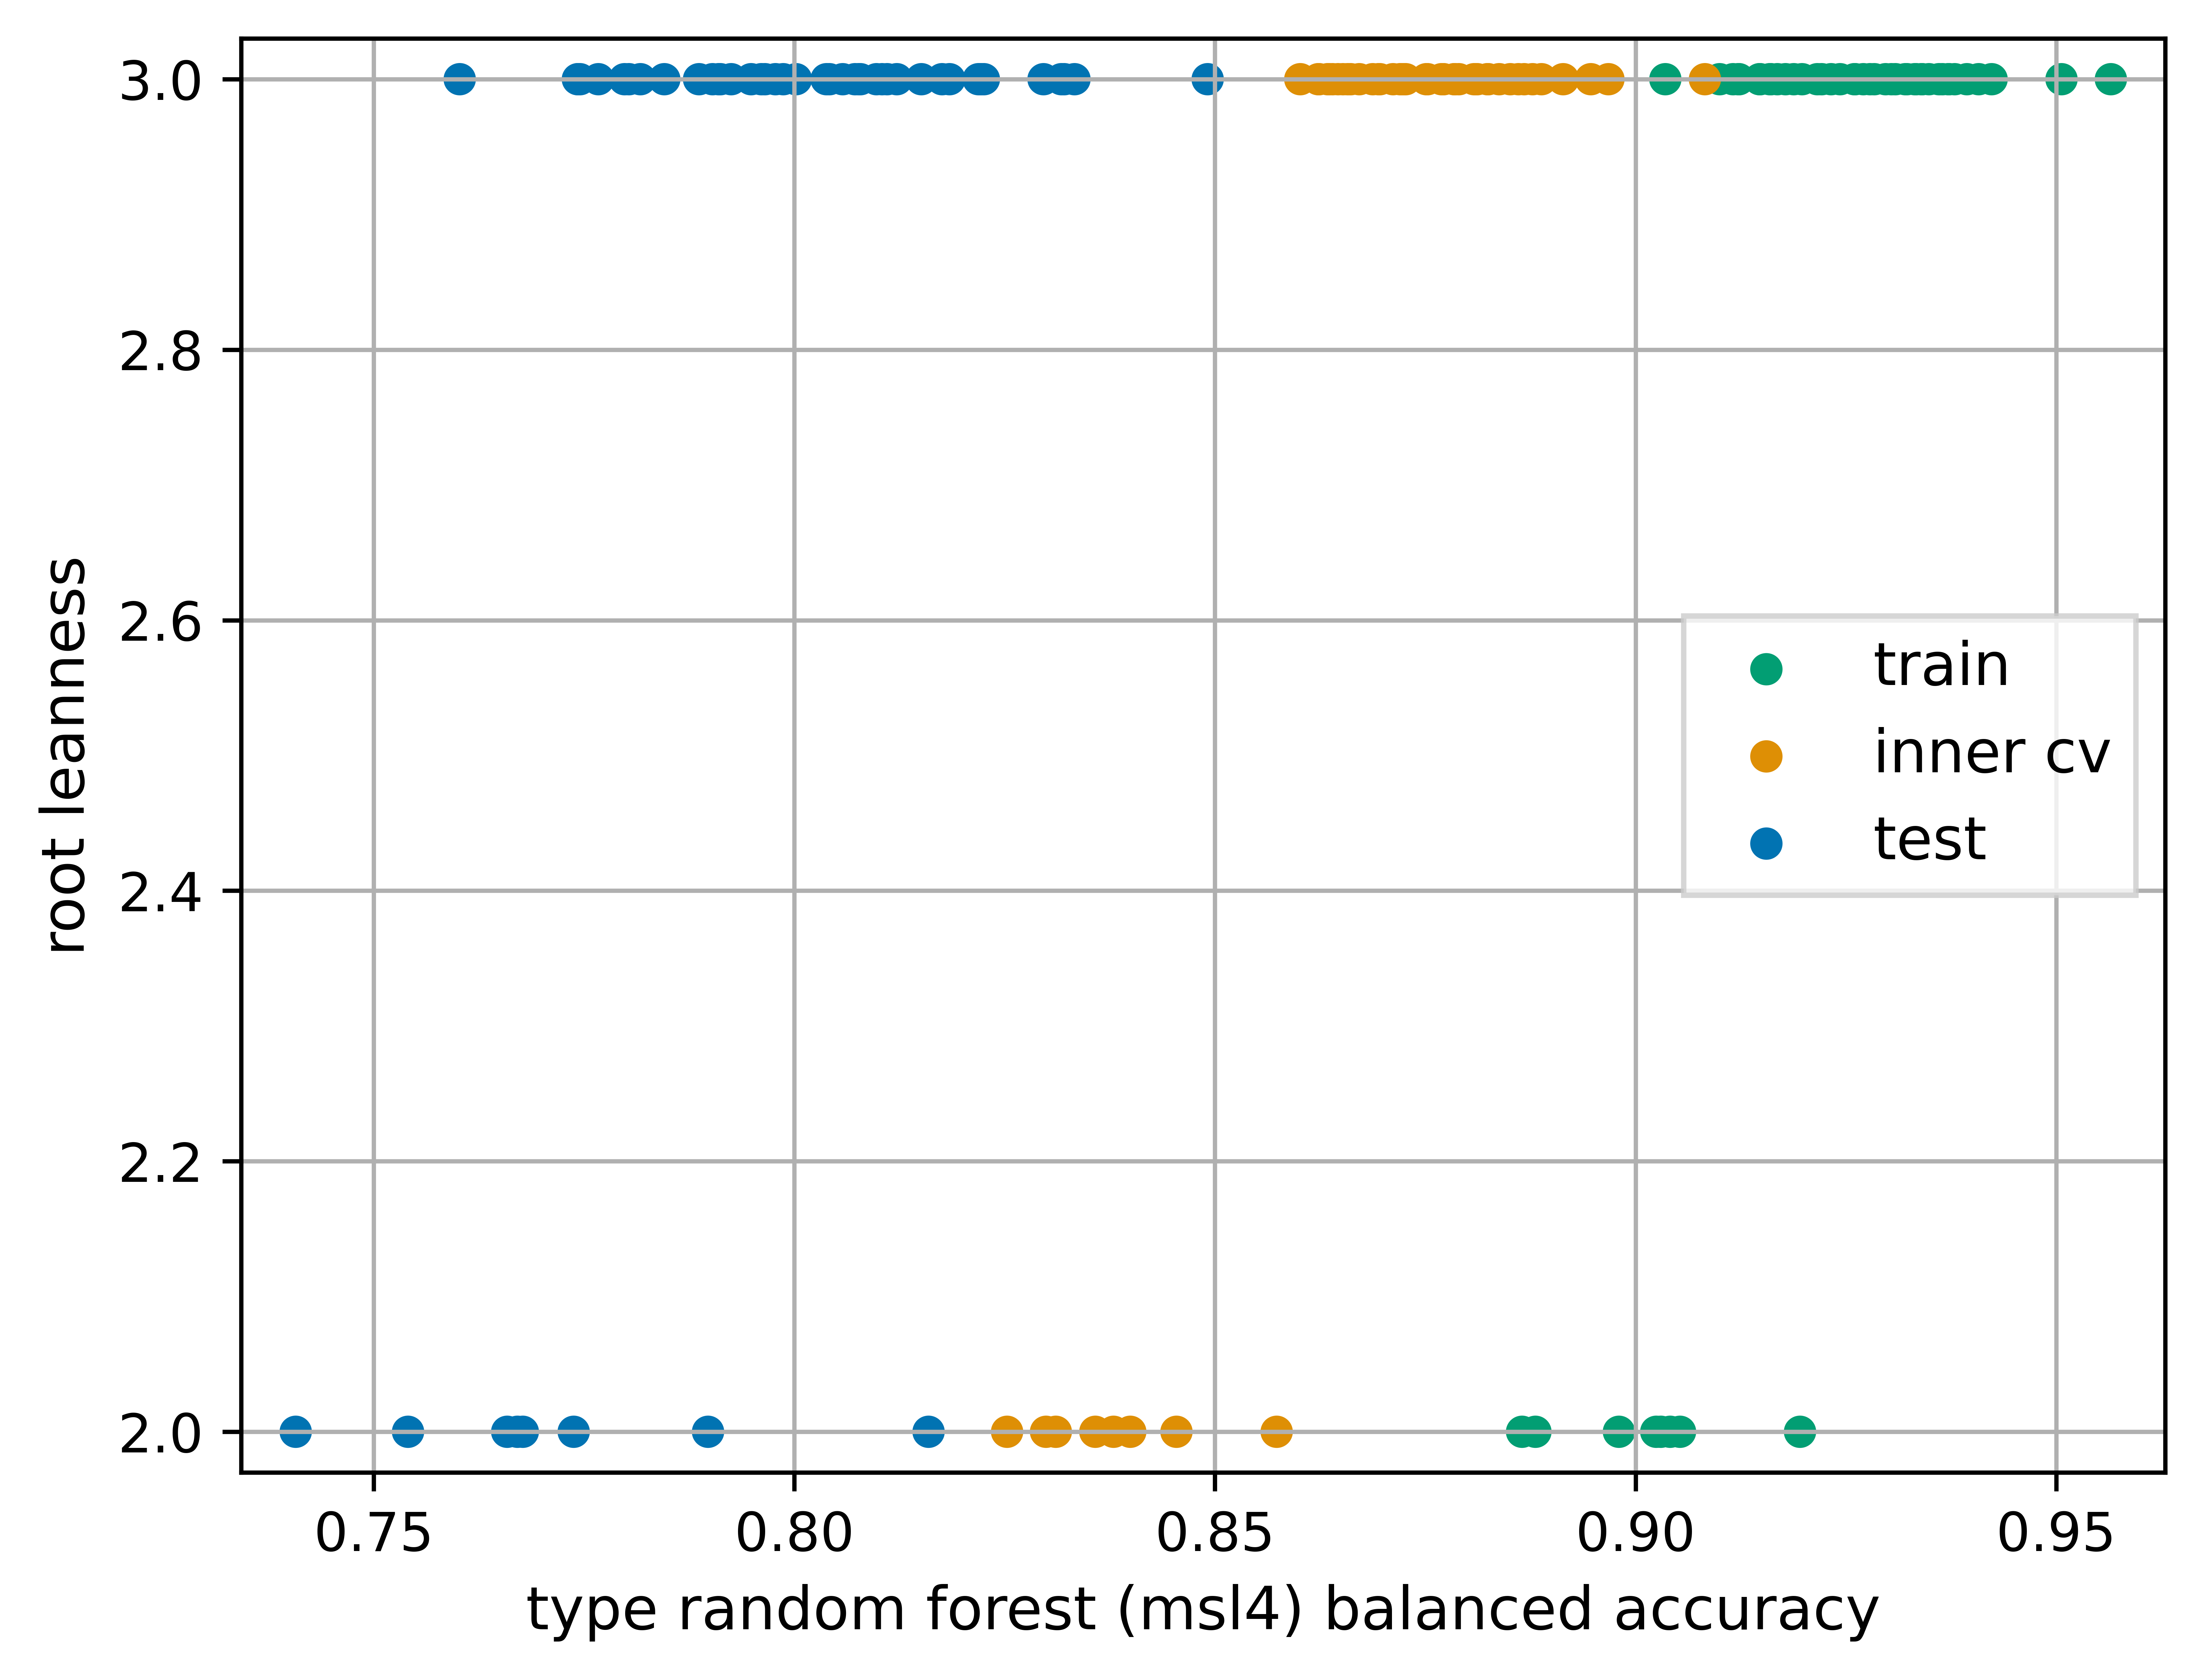 3.0
2.8
2.6
2.4
2.2
2.0
root leanness
train
inner cv
test
0.75 0.80 0.85 0.90 0.95
type random forest (msl4) balanced accuracy